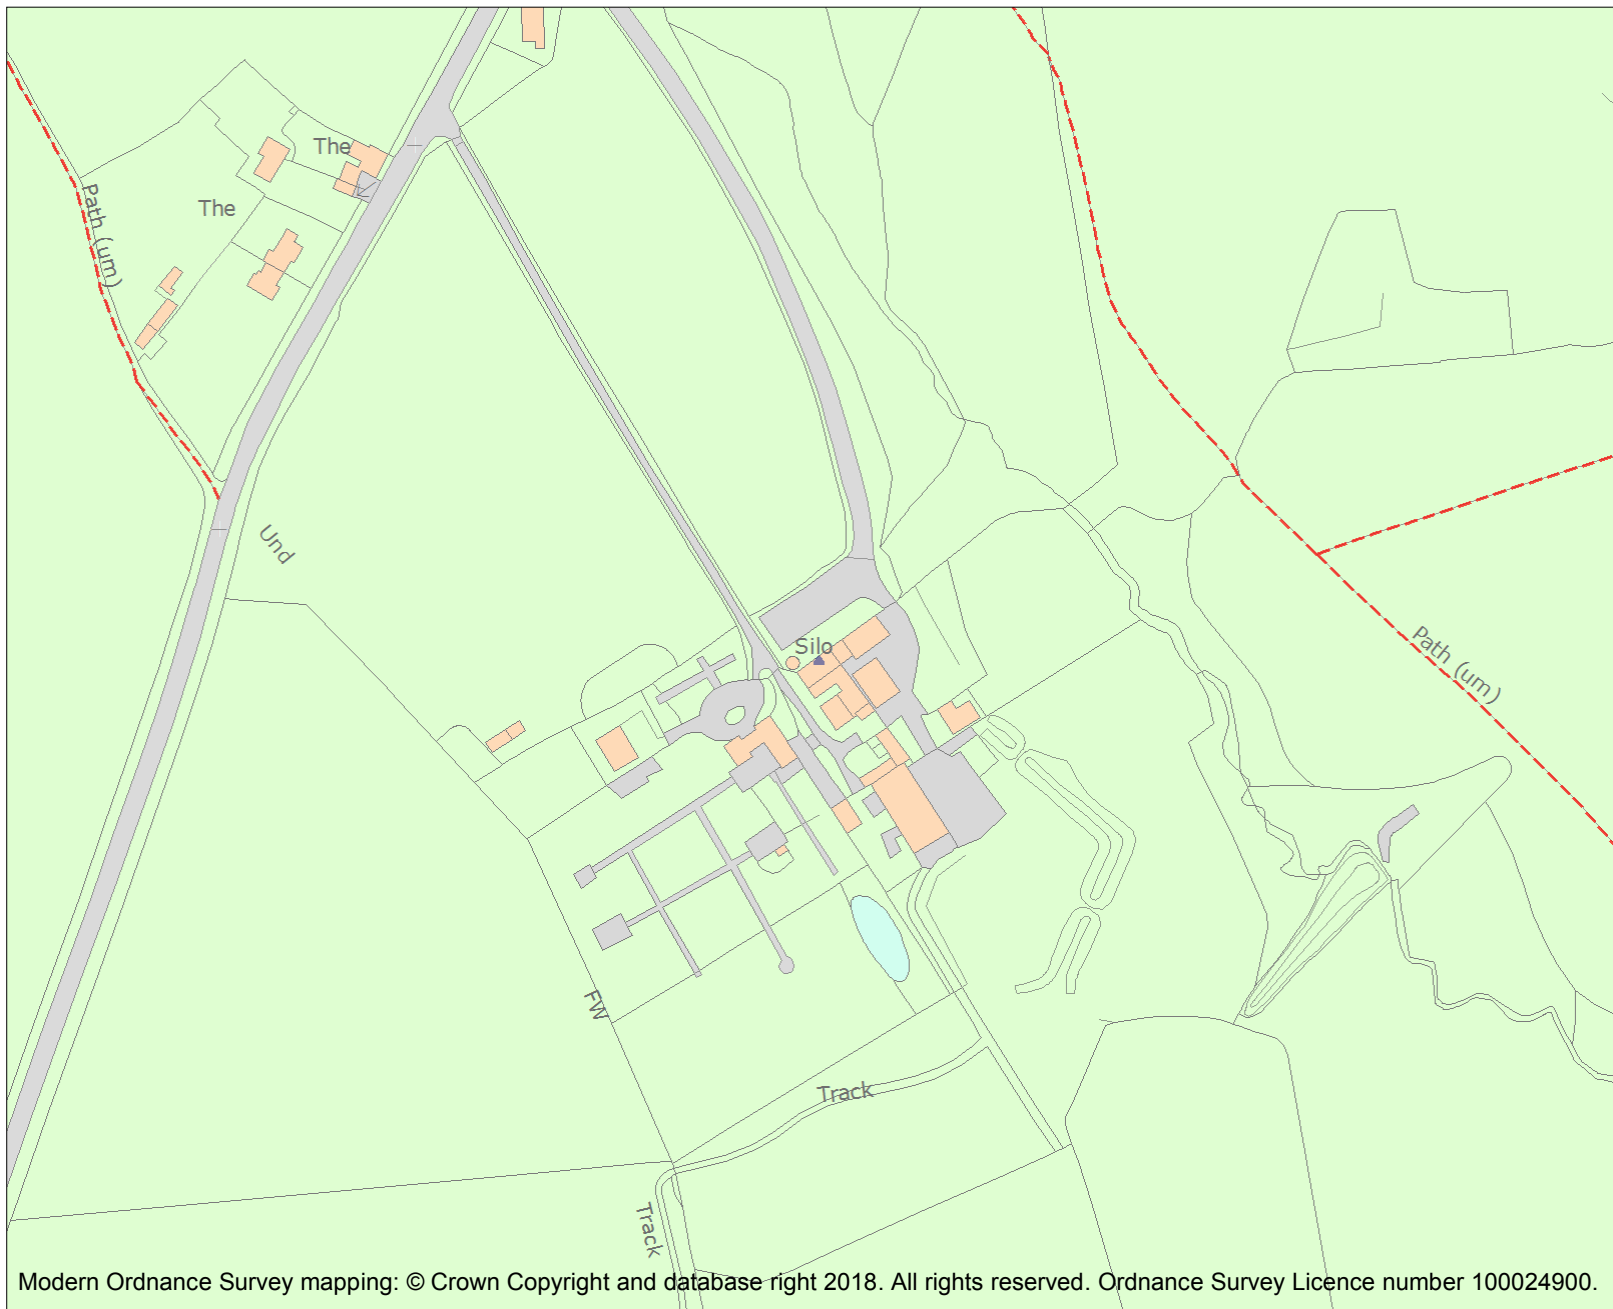 The
The
Path (um)
Und
Silo
Path (um)
FW
Track
Track
Modern Ordnance Survey mapping: © Crown Copyright and database right 2018. All rights reserved. Ordnance Survey Licence number 100024900.